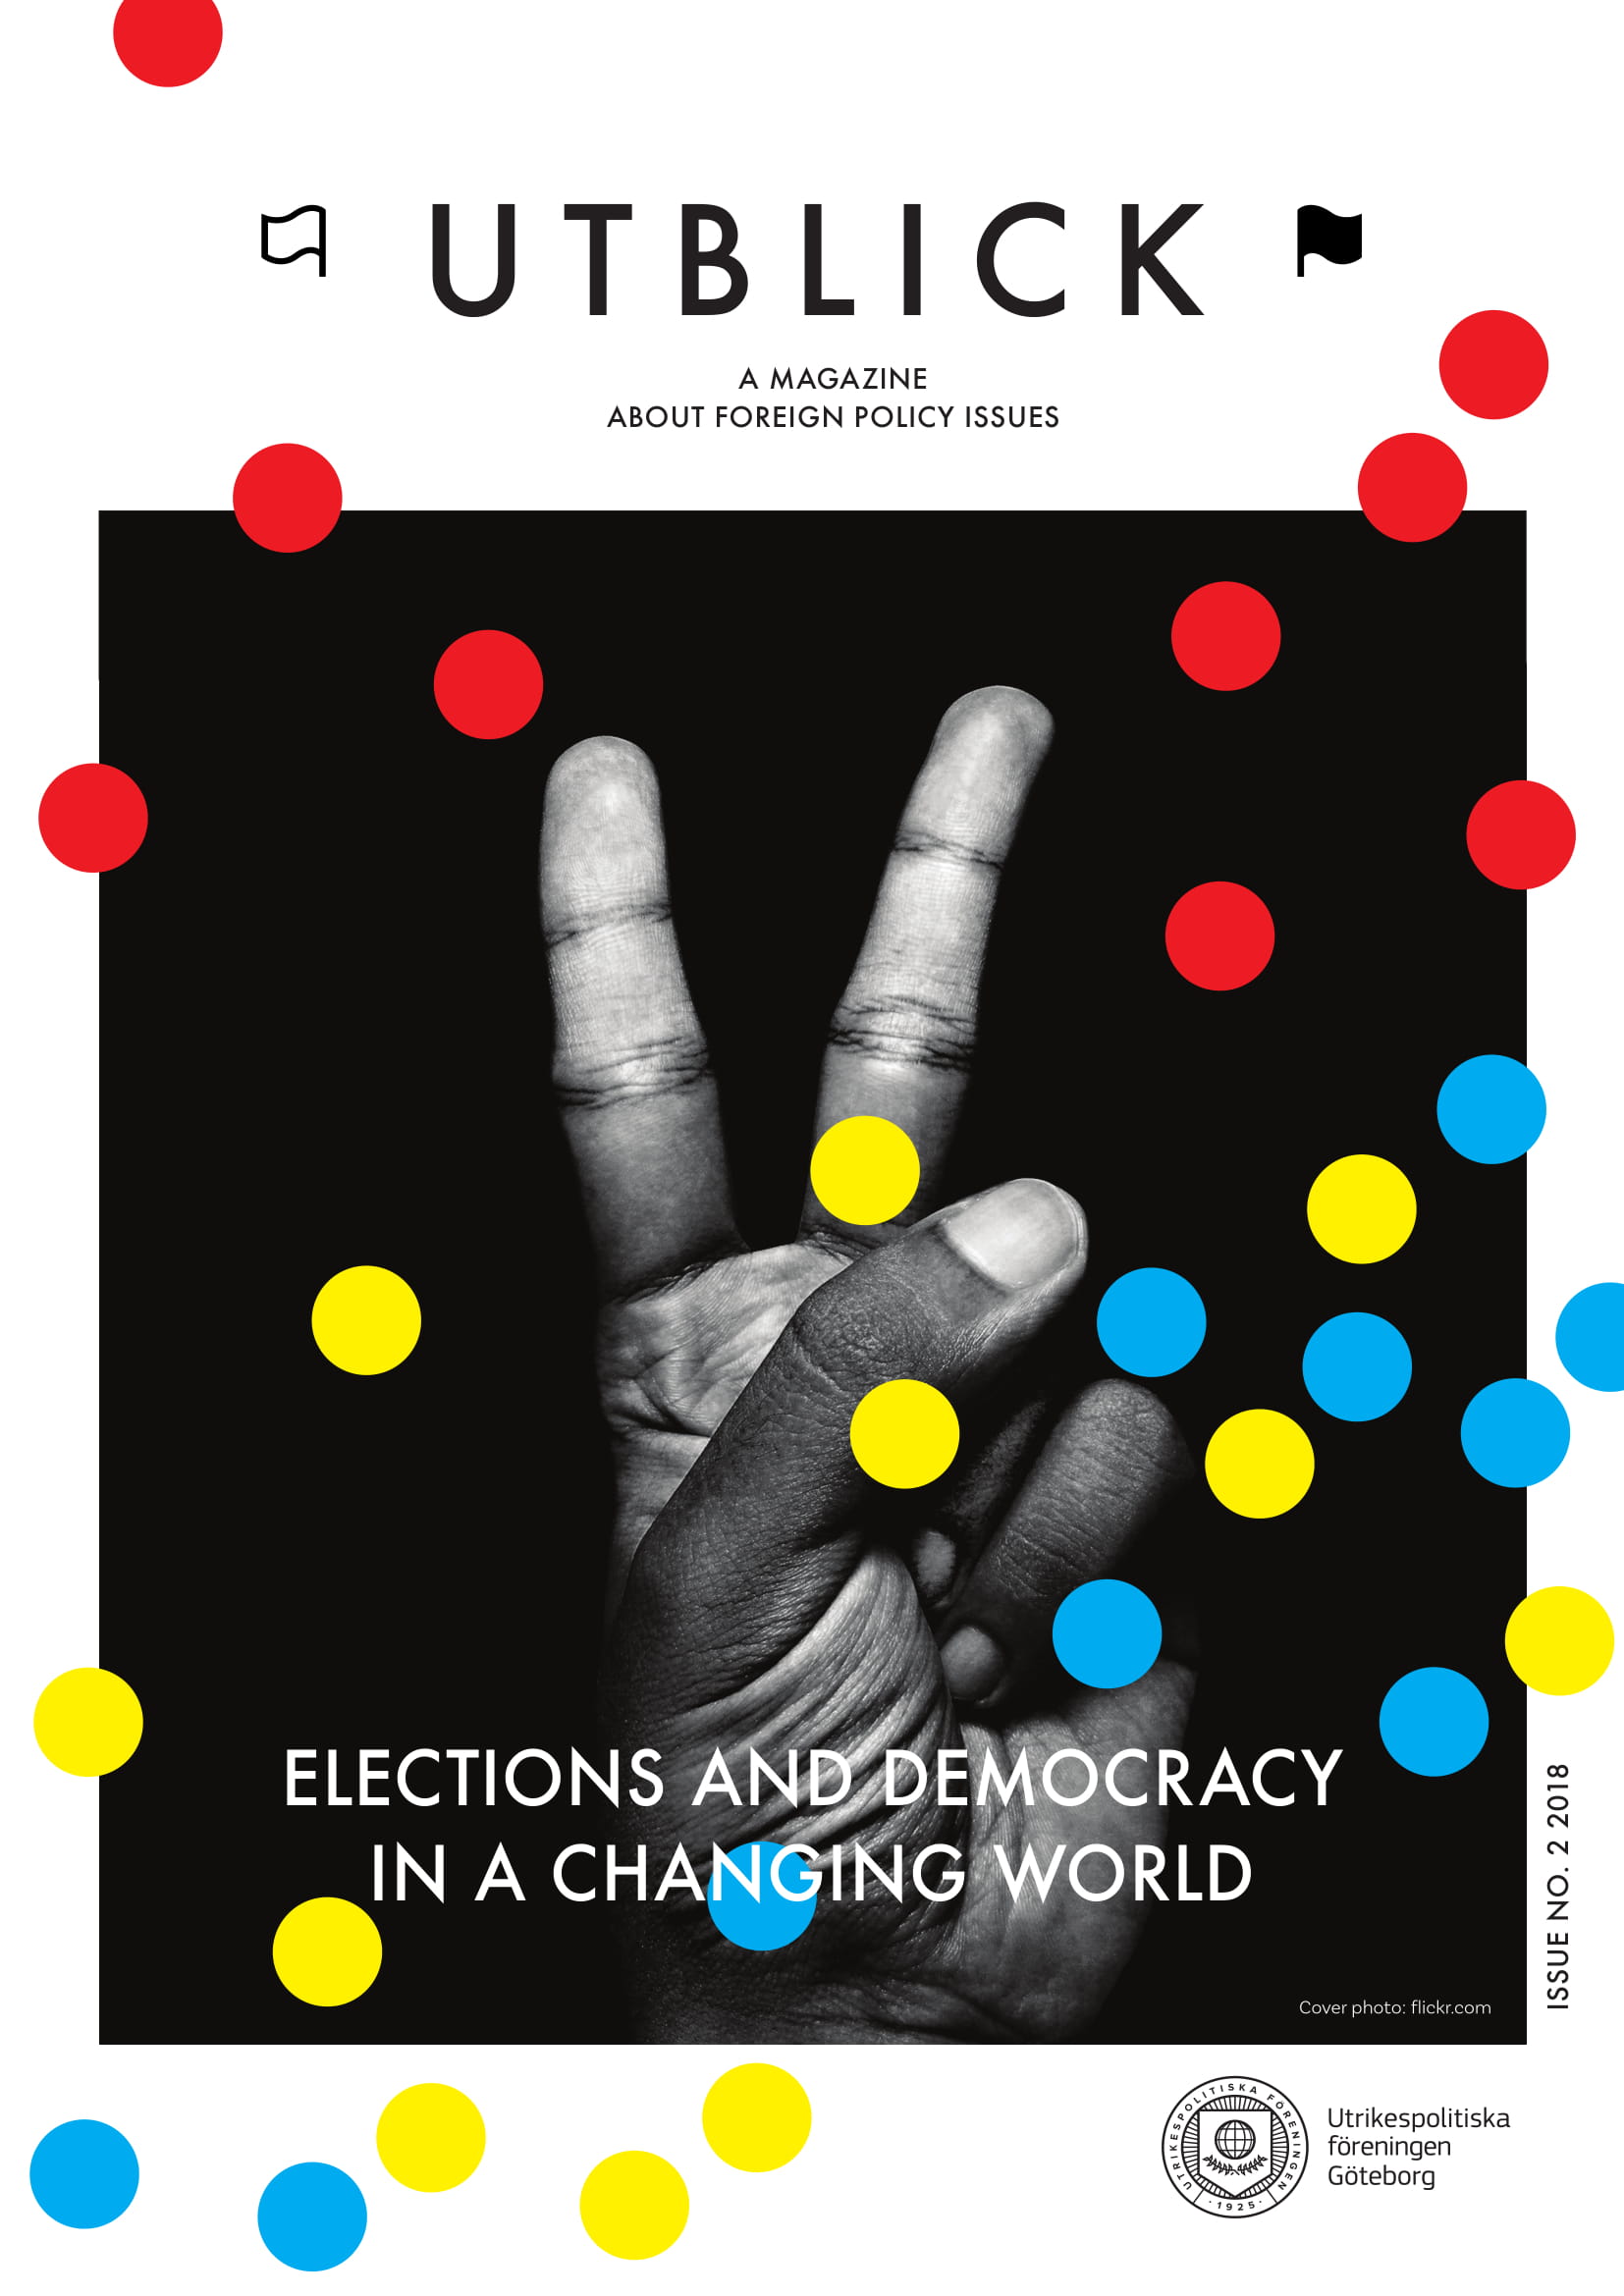 UTBLICK
A MAGAZINE
ABOUT FOREIGN POLICY ISSUES
ELECTIONS AND DEMOCRACY
IN A CHANGING WORLD
ISSUE NO. 2 2018
Cover photo: flickr.com
UTRIKESPOLITISKA FÖRENINGEN
· 1925 ·
Utrikespolitiska
föreningen
Göteborg